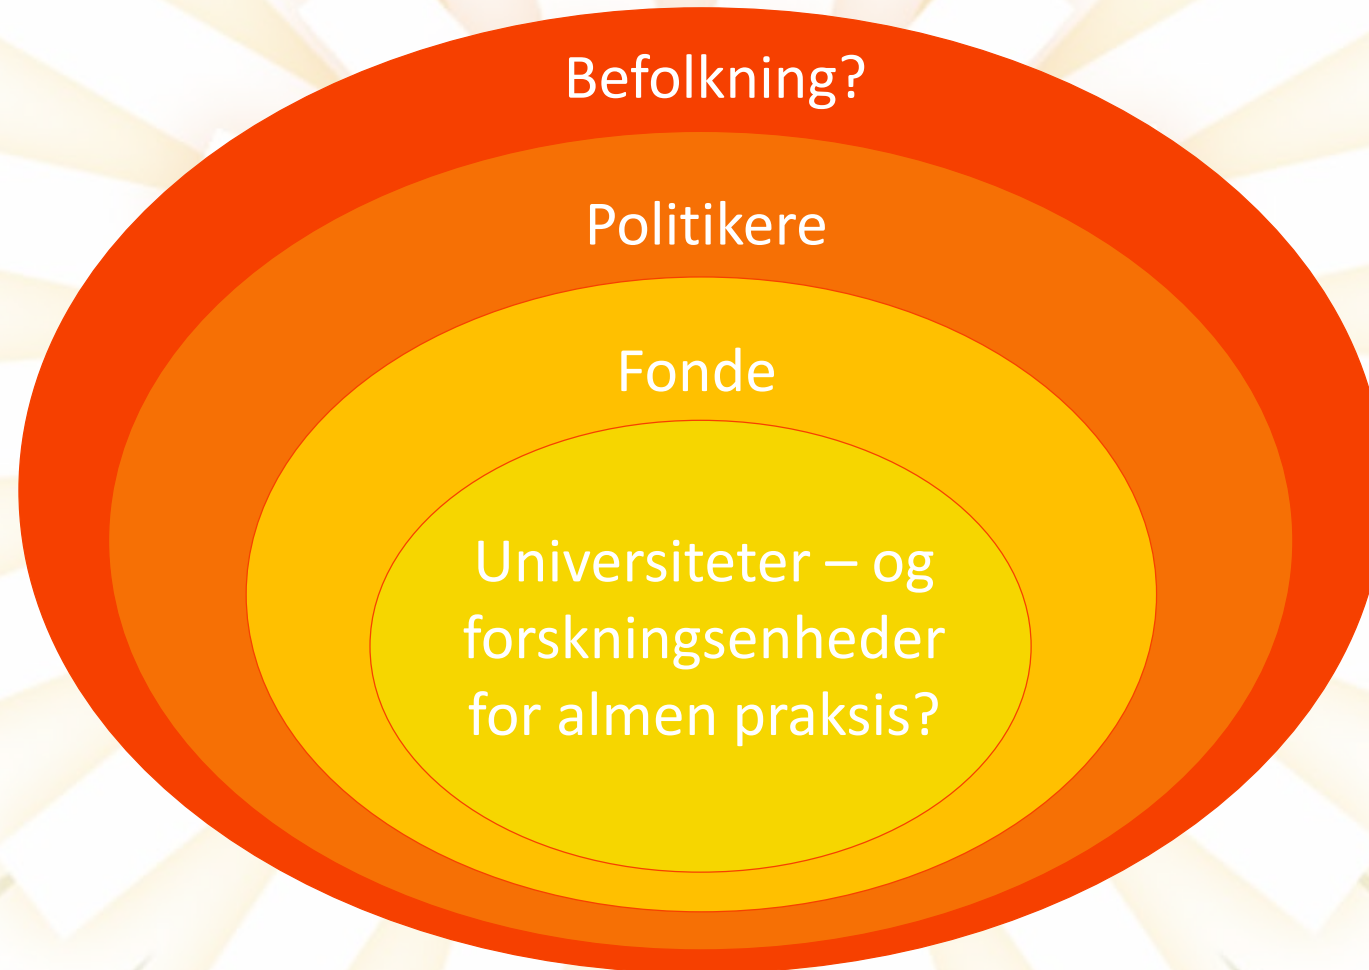 Befolkning?
Politikere
Fonde
Universiteter – og
forskningsenheder
for almen praksis?